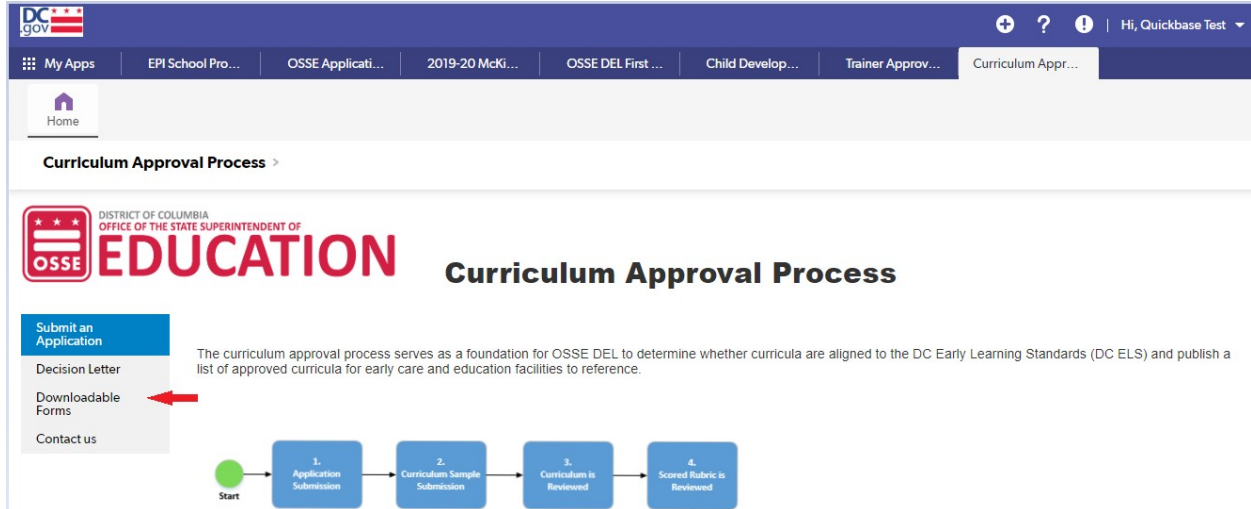 DC
.gov
Hi, Quickbase Test
My Apps
EPI School Pro...
OSSE Applicati...
2019-20 McKi...
OSSE DEL First ...
Child Develop...
Trainer Approv...
Curriculum Appr...
Home
Curriculum Approval Process >
DISTRICT OF COLUMBIA
OFFICE OF THE STATE SUPERINTENDENT OF
EDUCATION
OSSE
Curriculum Approval Process
Submit an
Application
Decision Letter
Downloadable
Forms
Contact us
The curriculum approval process serves as a foundation for OSSE DEL to determine whether curricula are aligned to the DC Early Learning Standards (DC ELS) and publish a
list of approved curricula for early care and education facilities to reference.
Start
1.
Application
Submission
2.
Curriculum Sample
Submission
3.
Curriculum is
Reviewed
4.
Scored Rubric is
Reviewed